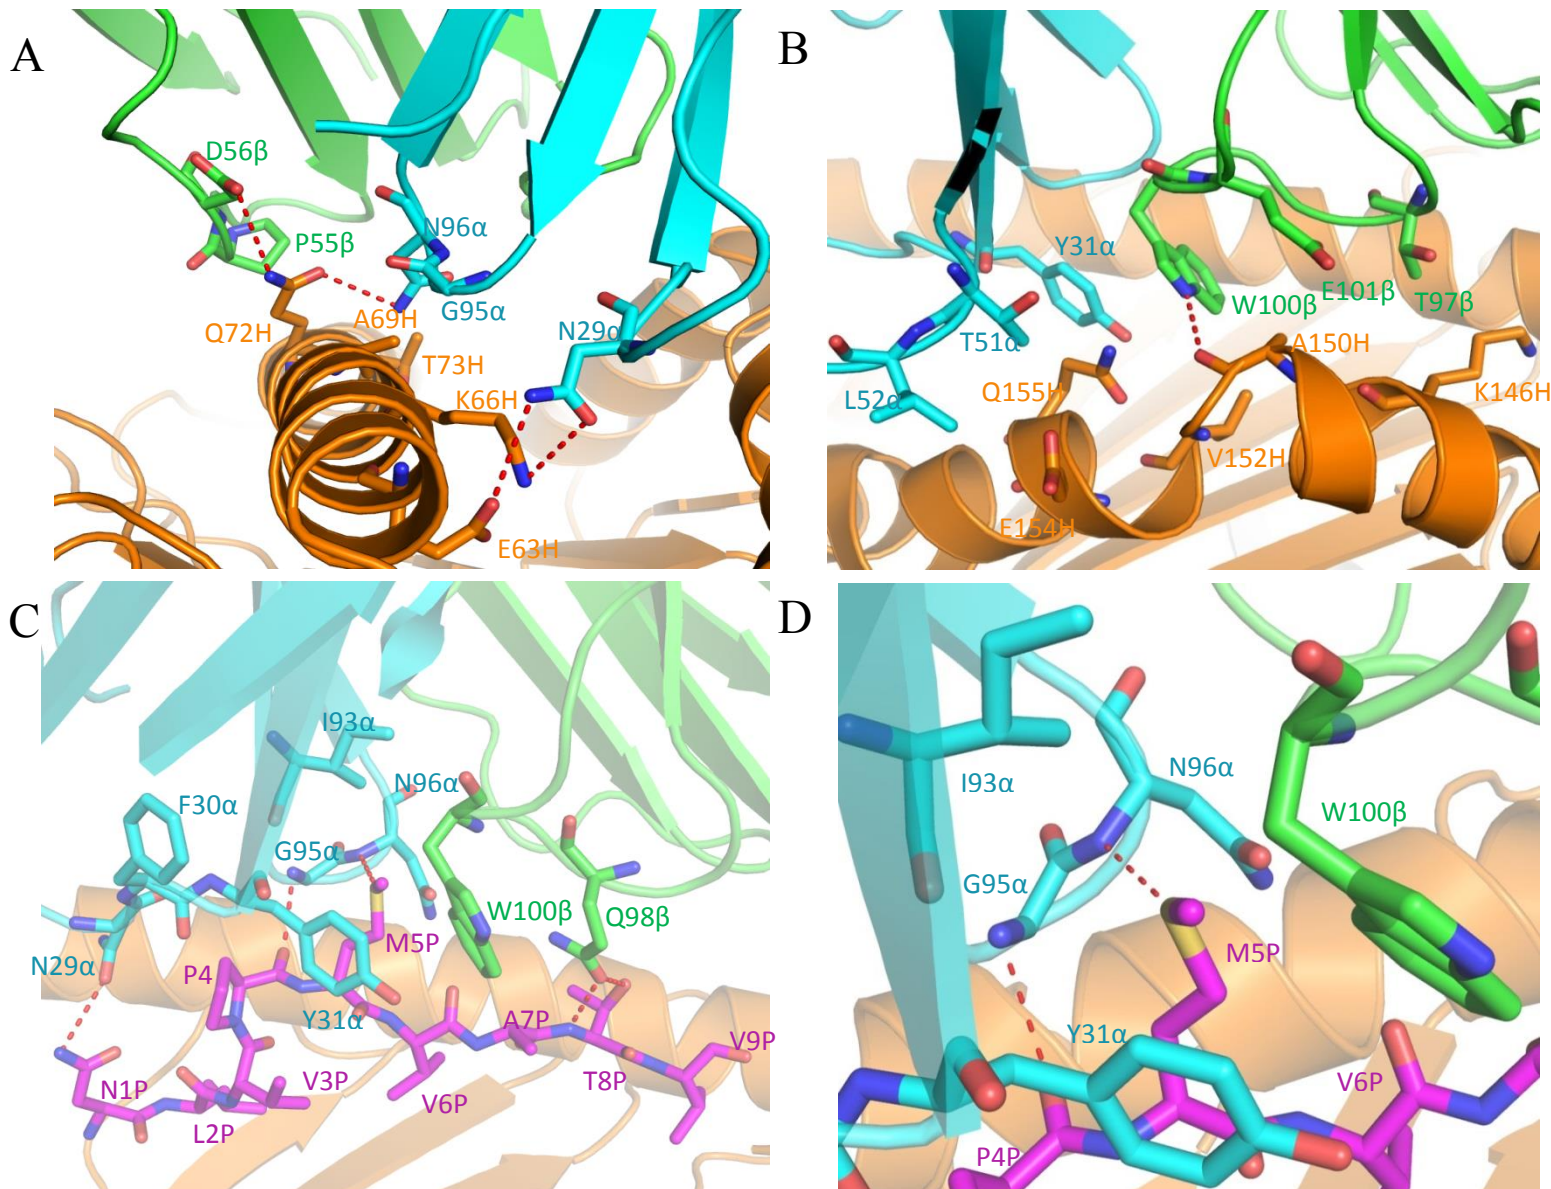 A
D56β
P55β
N96α
G95α
A69H
Q72H
T73H
N29α
K66H
E63H
B
Y31α
T51α
W100β
E101β
T97β
A150H
L52α
Q155H
K146H
V152H
E154H
C
I93α
N96α
F30α
G95α
W100β
Q98β
M5P
N29α
P4
Y31α
A7P
V9P
N1P
V3P
V6P
T8P
L2P
D
I93α
N96α
W100β
G95α
M5P
Y31α
V6P
P4P